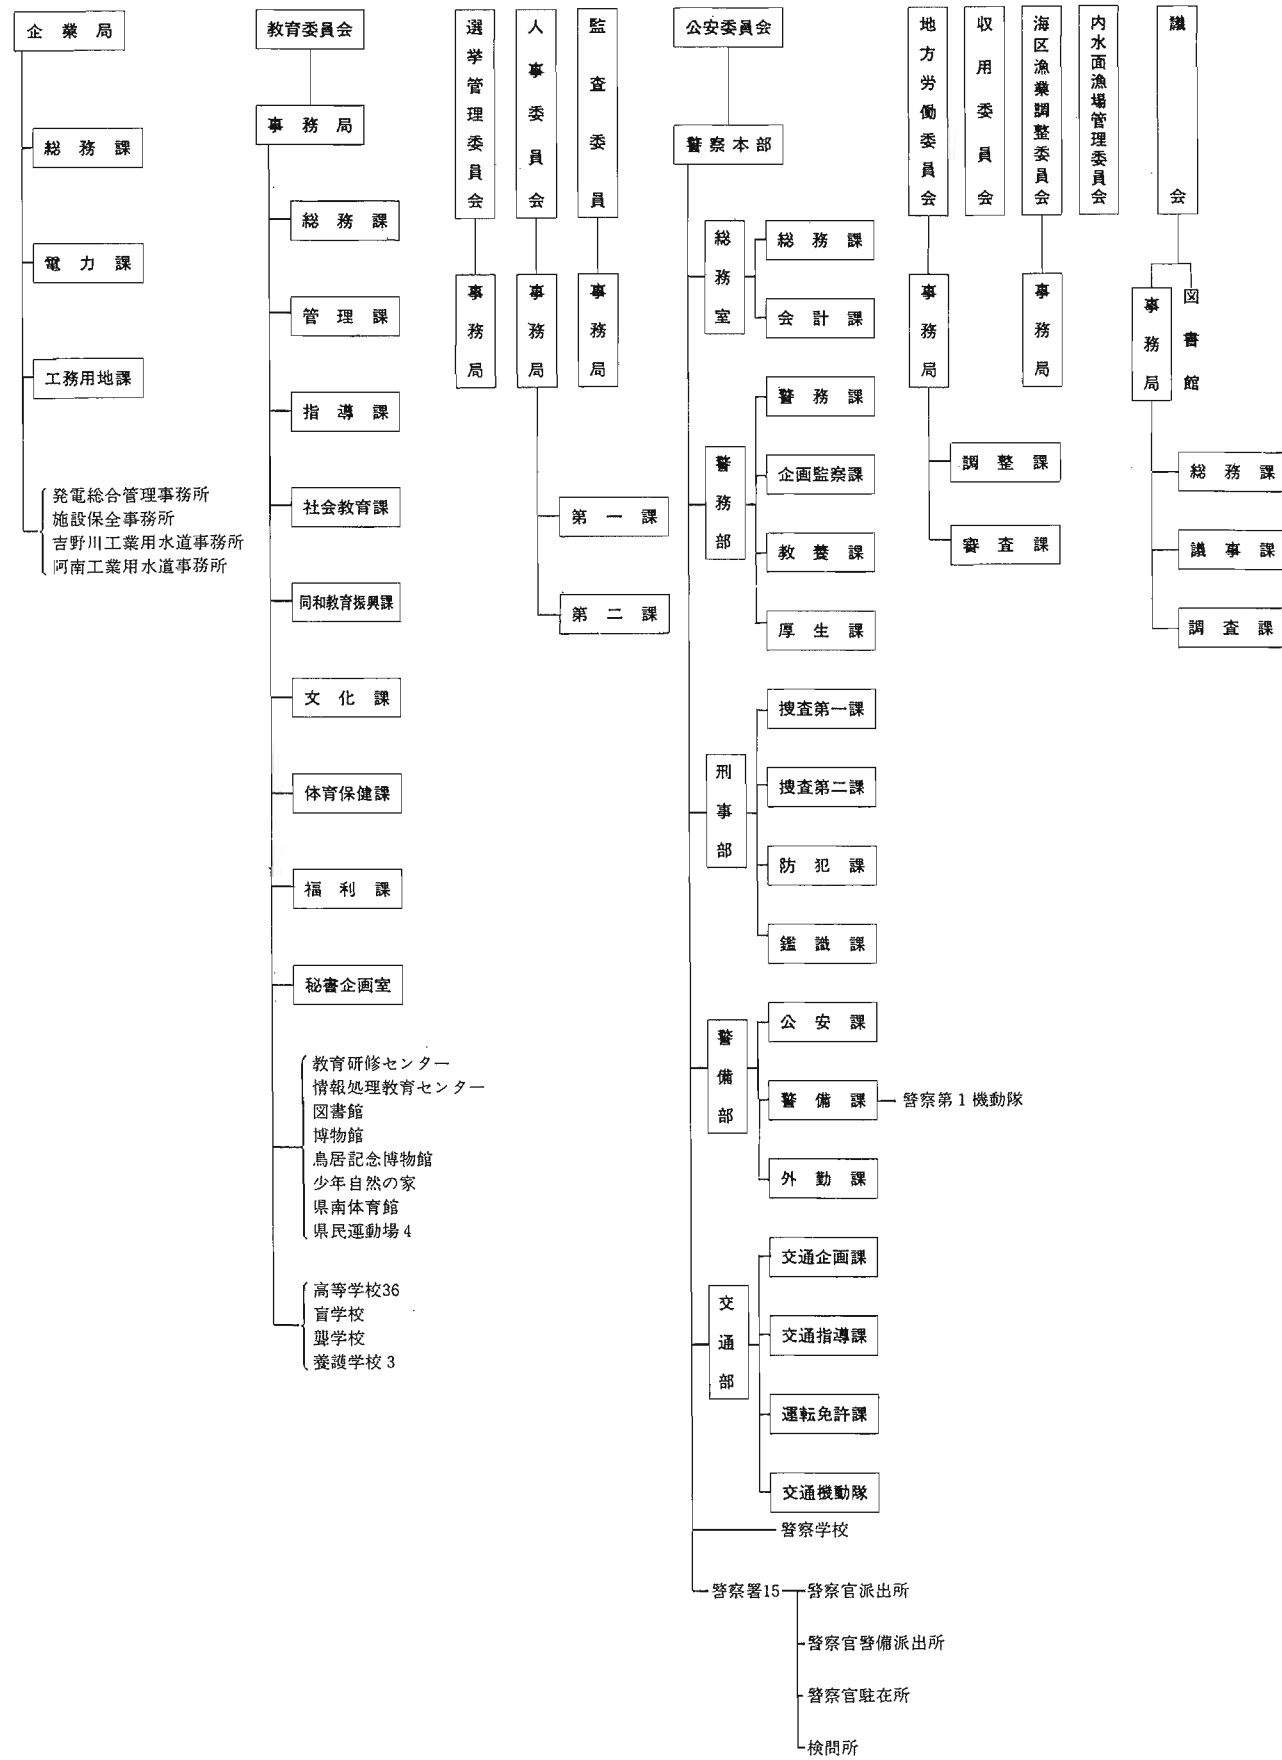 企業局
総務課
電力課
工務用地課
発電総合管理事務所
施設保全事務所
吉野川工業用水道事務所
阿南工業用水道事務所
教育委員会
事務局
総務課
管理課
指導課
社会教育課
同和教育振興課
文化課
体育保健課
福利課
秘書企画室
教育研修センター
情報処理教育センター
図書館
博物館
鳥居記念博物館
少年自然の家
県南体育館
県民運動場4
高等学校36
盲学校
聾学校
養護学校3
選挙管理委員会
事務局
人事委員会
事務局
第一課
第二課
監査委員
事務局
公安委員会
警察本部
総務室
総務課
会計課
警務部
警務課
企画監察課
教養課
厚生課
刑事部
捜査第一課
捜査第二課
防犯課
鑑識課
警備部
公安課
警備課
警察第1機動隊
外勤課
交通部
交通企画課
交通指導課
運転免許課
交通機動隊
警察学校
警察署15
警察官派出所
警察官警備派出所
警察官駐在所
検問所
地方労働委員会
事務局
調整課
審査課
収用委員会
海区漁業調整委員会
事務局
内水面漁場管理委員会
議会
事務局
図書館
総務課
議事課
調査課